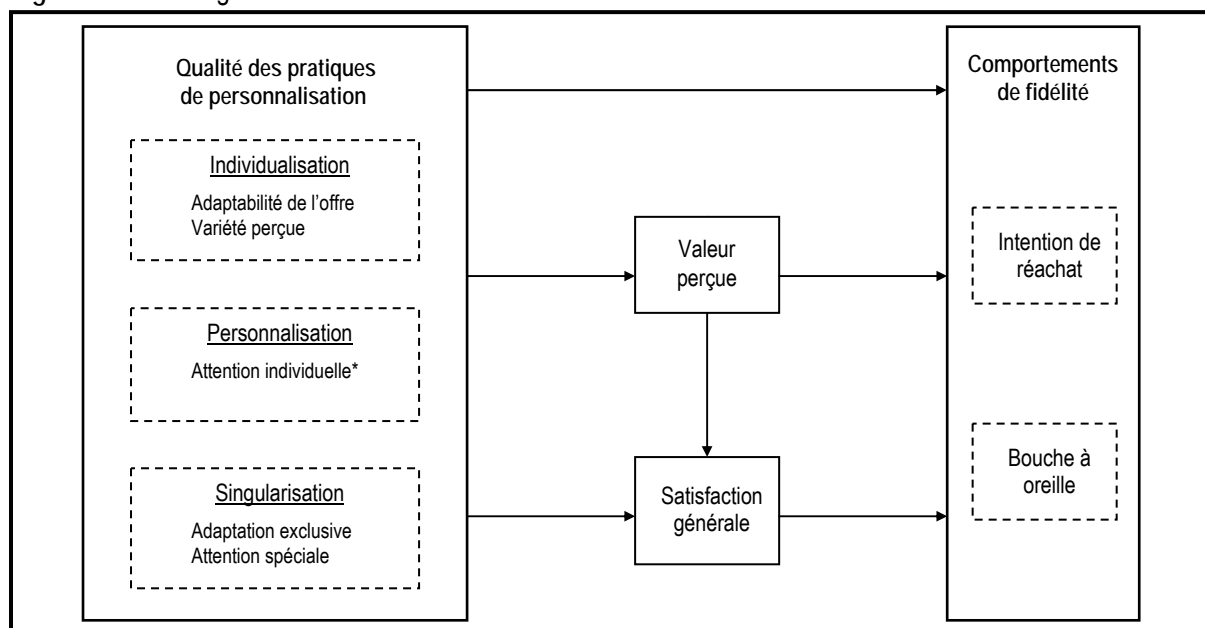 Qualité des pratiques
de personnalisation
Individualisation
Adaptabilité de l'offre
Variété perçue
Personnalisation
Attention individuelle*
Singularisation
Adaptation exclusive
Attention spéciale
Valeur
perçue
Satisfaction
générale
Comportements
de fidélité
Intention de
réachat
Bouche à
oreille